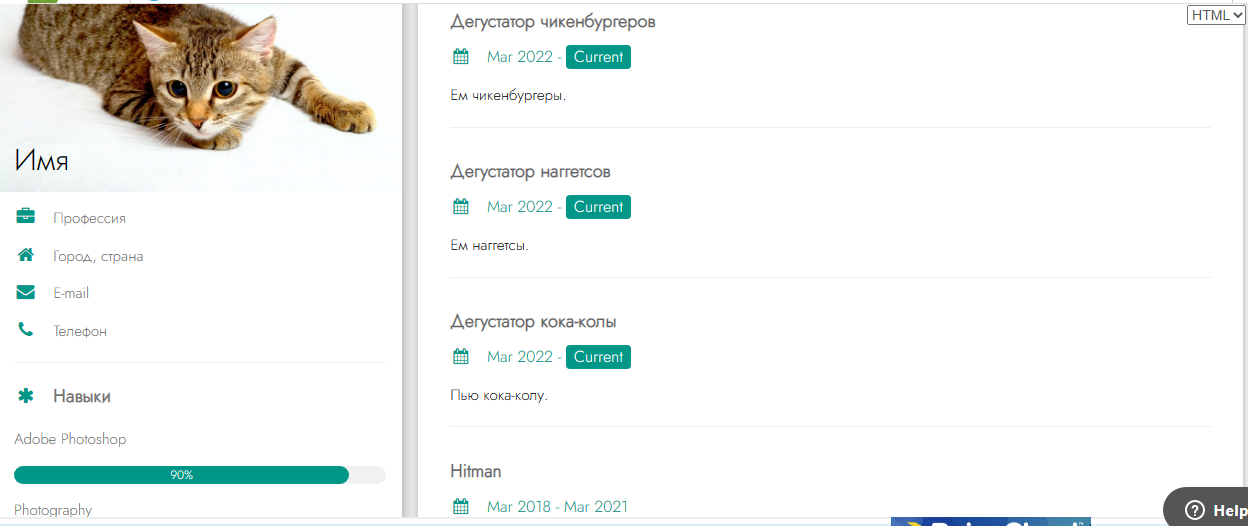 HTML
Имя
Профессия
Город, страна
E-mail
Телефон
Навыки
Adobe Photoshop
90%
Photography
Дегустатор чикенбургеров
Mar 2022 - Current
Ем чикенбургеры.
Дегустатор наггетсов
Mar 2022 - Current
Ем наггетсы.
Дегустатор кока-колы
Mar 2022 - Current
Пью кока-колу.
Hitman
Mar 2018 - Mar 2021
Help